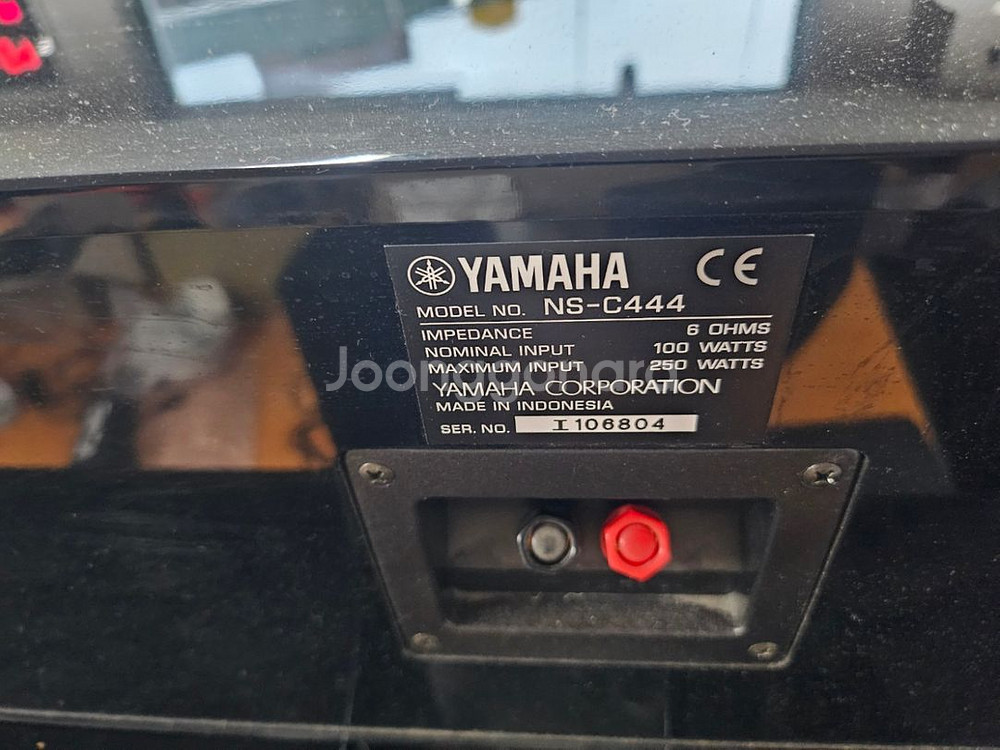 YAMAHA CE
MODEL NO. NS-C444
IMPEDANCE 6 OHMS
NOMINAL INPUT 100 WATTS
MAXIMUM INPUT 250 WATTS
Joonggonara
YAMAHA CORPORATION
MADE IN INDONESIA
SER. NO. I106804